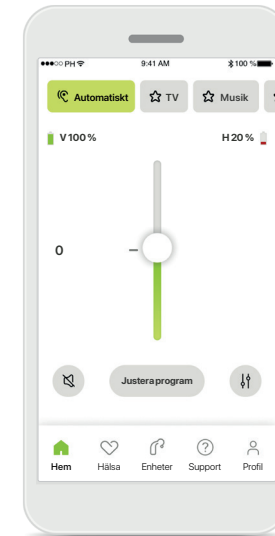 PH 9:41 AM 100 %
Automatiskt TV Musik
V 100 % H 20 %
0
Justera program
Hem Hälsa Enheter Support Profil